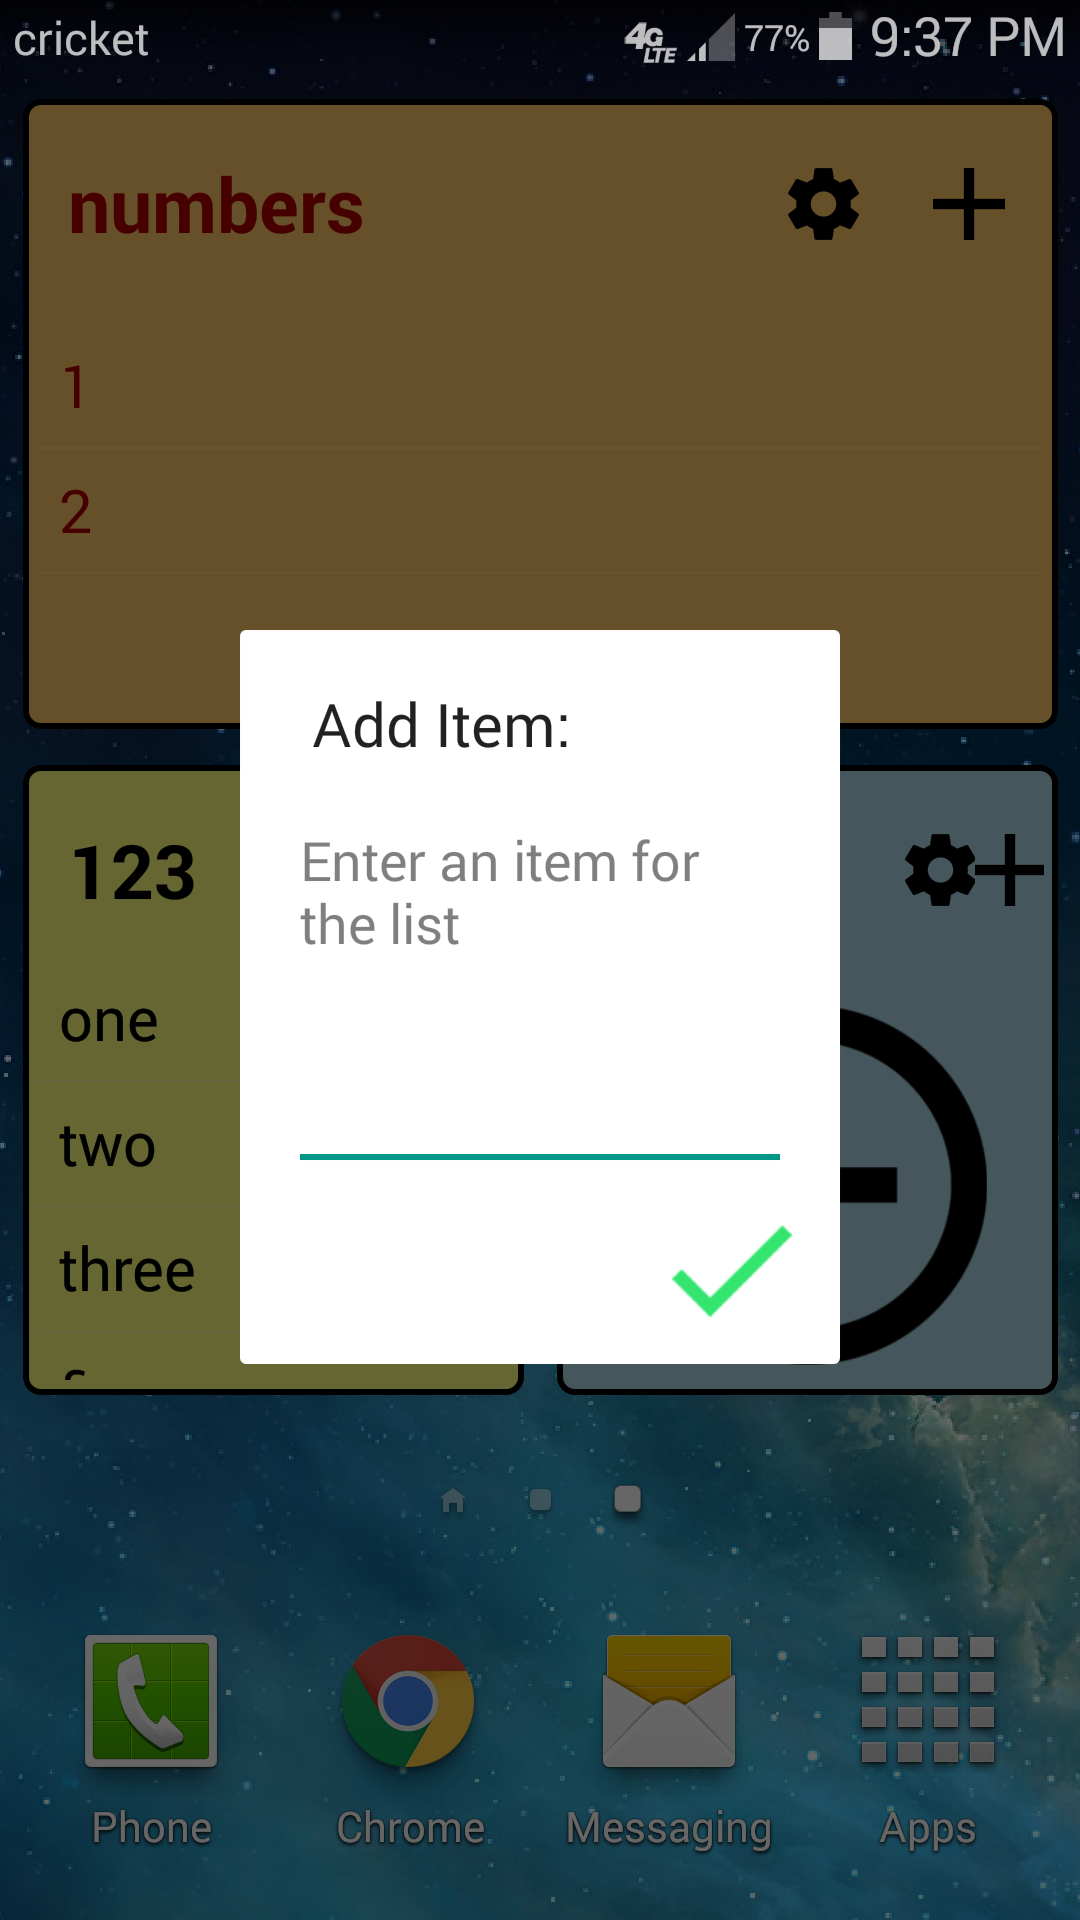 cricket 4G LTE 77% 9:37 PM
numbers
1
2
Add Item:
Enter an item for
the list
123
one
two
three
Phone Chrome Messaging Apps